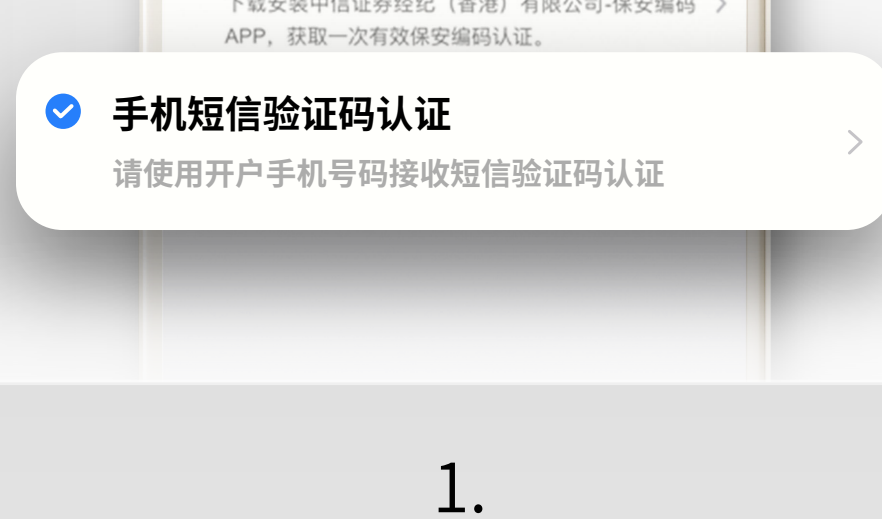 下载安装中信证券经纪（香港）有限公司-保安编码
APP，获取一次有效保安编码认证。
手机短信验证码认证
请使用开户手机号码接收短信验证码认证
1.